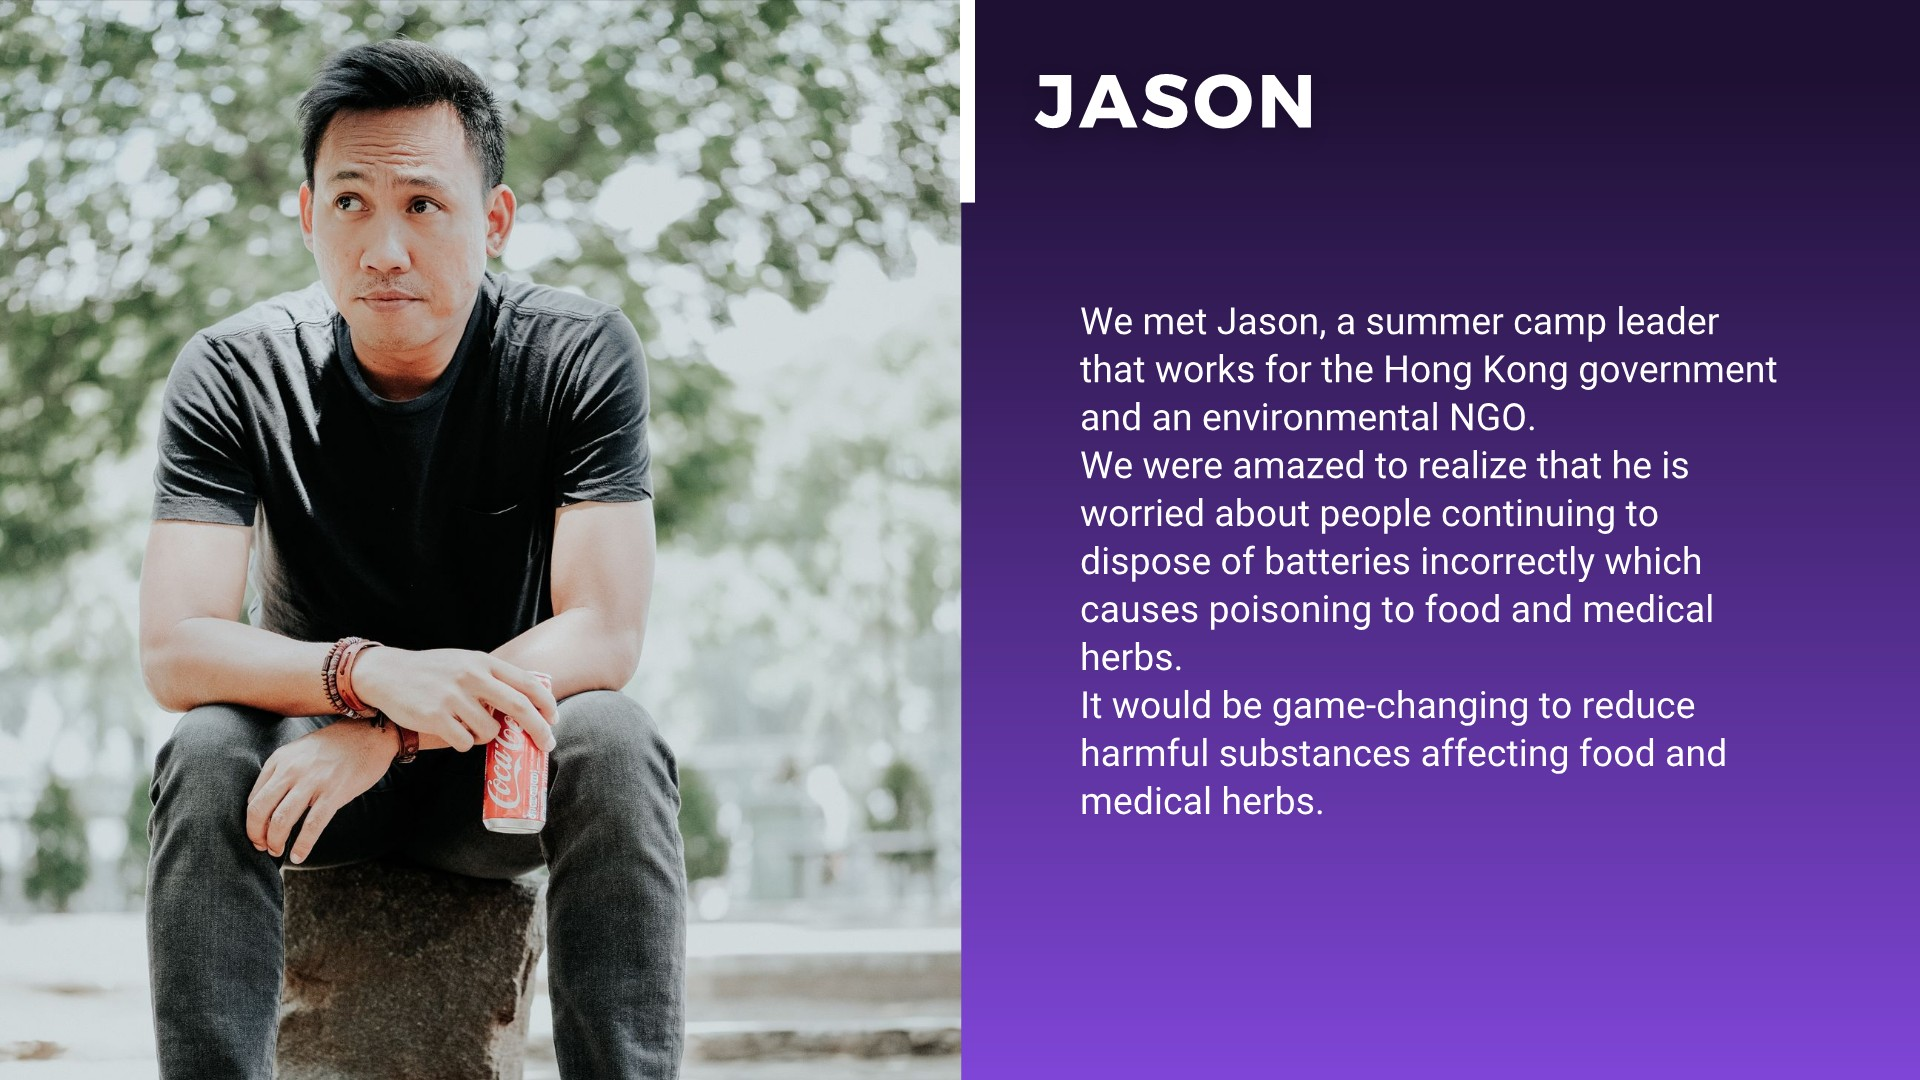 JASON
We met Jason, a summer camp leader
that works for the Hong Kong government
and an environmental NGO.
We were amazed to realize that he is
worried about people continuing to
dispose of batteries incorrectly which
causes poisoning to food and medical
herbs.
It would be game-changing to reduce
harmful substances affecting food and
medical herbs.
Coca-Cola